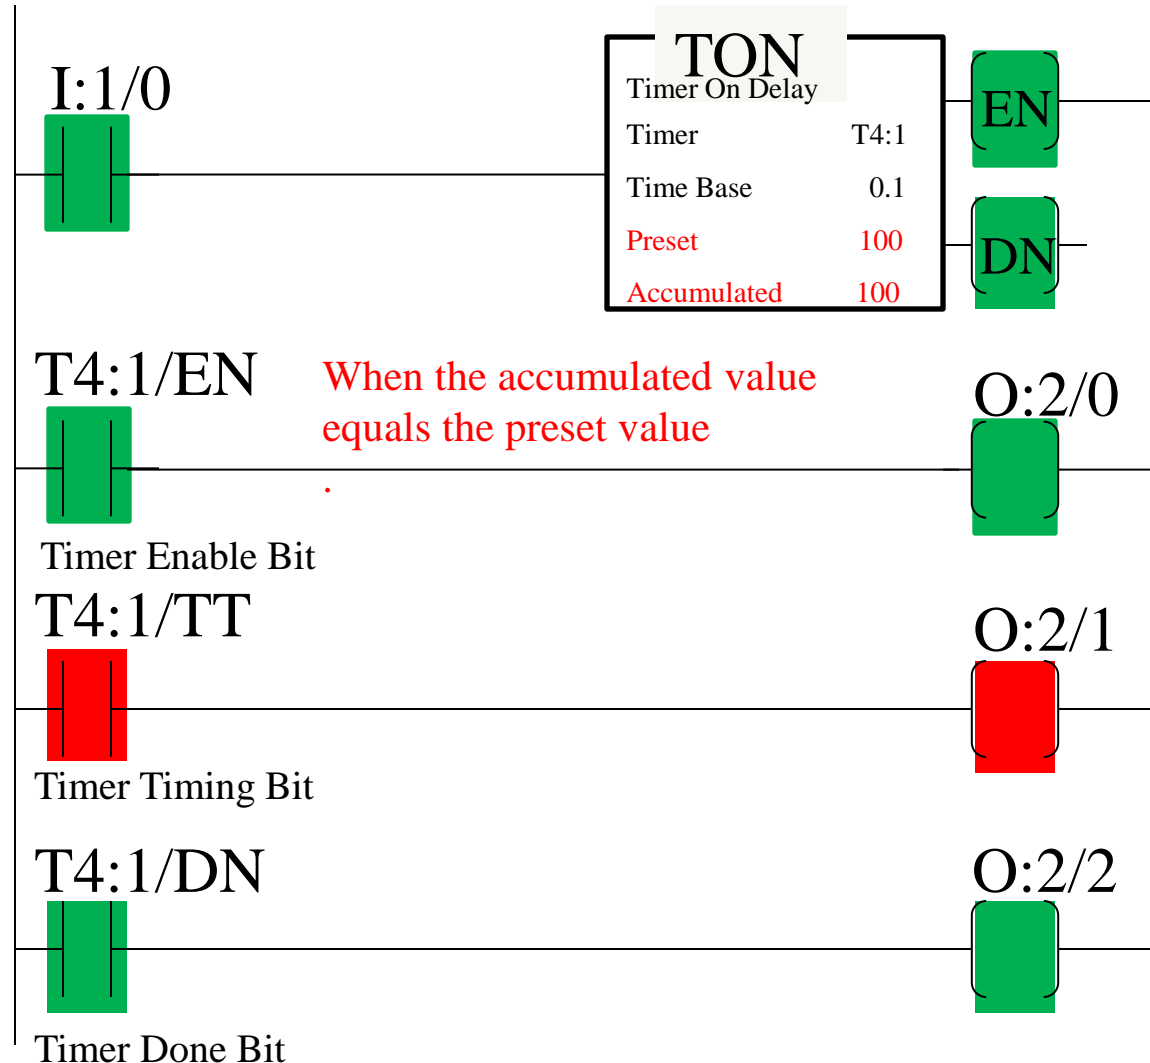 TON
I:1/0
Timer On Delay
EN
Timer T4:1
Time Base 0.1
Preset 100
DN
Accumulated 100
T4:1/EN
When the accumulated value
equals the preset value
.
O:2/0
Timer Enable Bit
T4:1/TT
O:2/1
Timer Timing Bit
T4:1/DN
O:2/2
Timer Done Bit